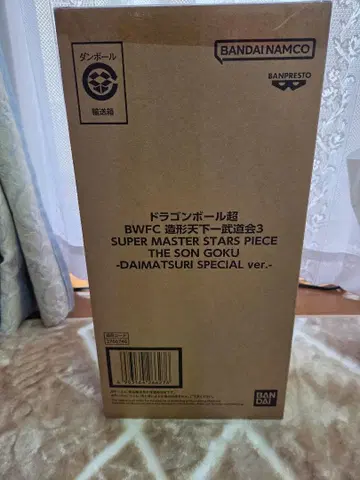 ダンボール
輸送箱
BANDAI NAMCO
BANPRESTO
ドラゴンボール超
BWFC 造形天下一武道会3
SUPER MASTER STARS PIECE
THE SON GOKU
-DAIMATSURI SPECIAL ver.-
BAN
DAI